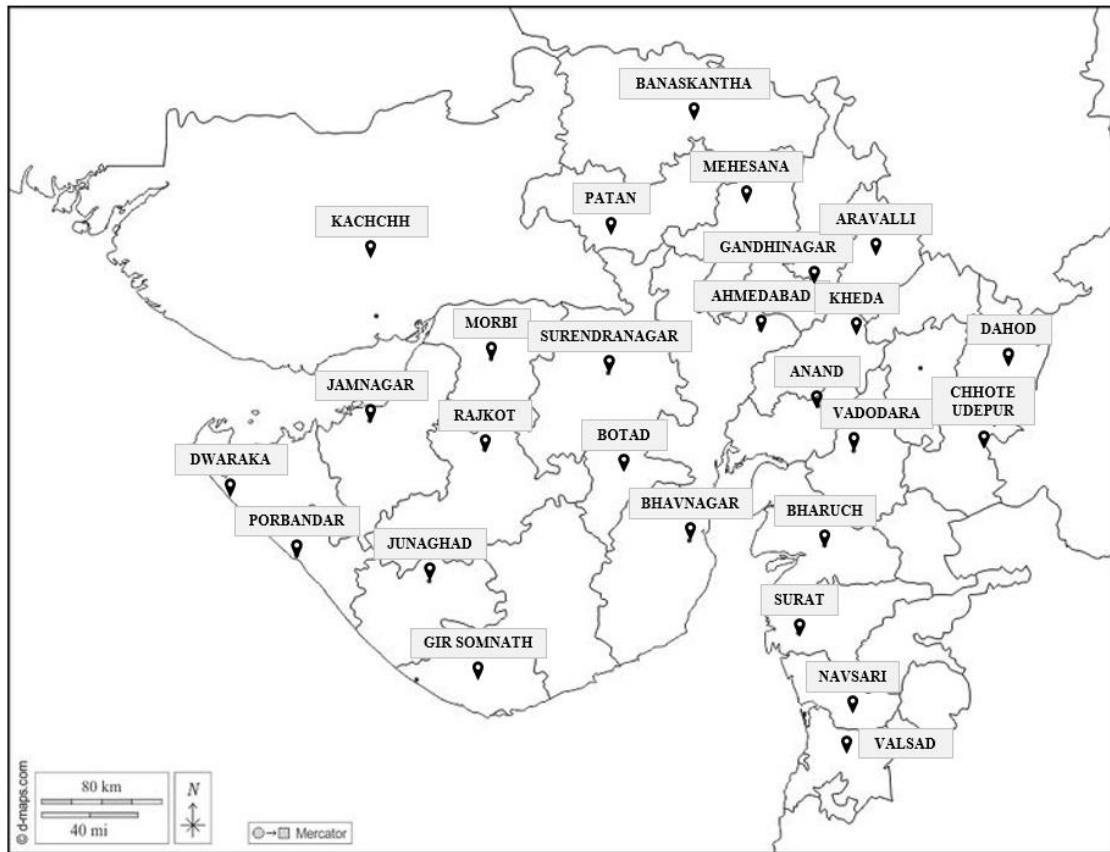 BANASKANTHA
MEHESANA
PATAN
KACHCHH
ARAVALLI
GANDHINAGAR
AHMEDABAD
KHEDA
MORBI
SURENDRANAGAR
DAHOD
JAMNAGAR
ANAND
CHHOTE
UDEPUR
RAJKOT
VADODARA
BOTAD
DWARAKA
BHAVNAGAR
BHARUCH
PORBANDAR
JUNAGHAD
SURAT
GIR SOMNATH
NAVSARI
VALSAD
© d-maps.com
80 km
40 mi
N
Mercator